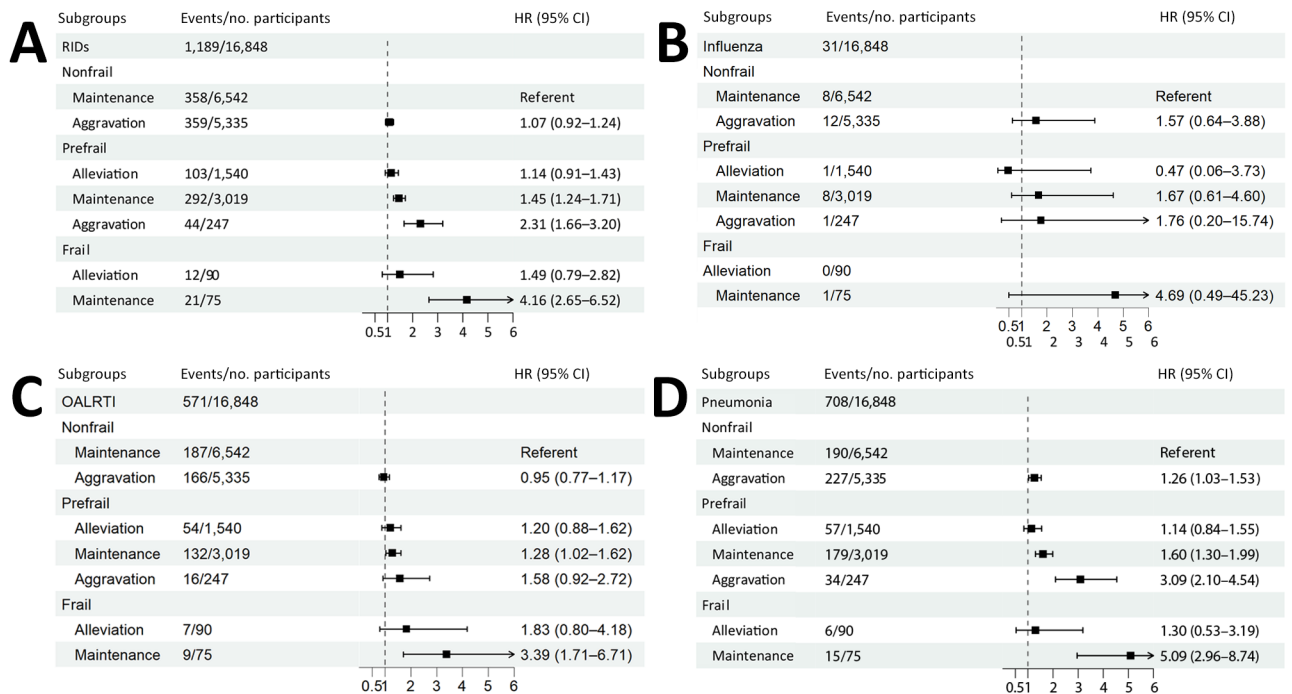 A
Subgroups Events/no. participants HR (95% CI)
RIDs 1,189/16,848
Nonfrail
Maintenance 358/6,542 Referent
Aggravation 359/5,335 1.07 (0.92–1.24)
Prefrail
Alleviation 103/1,540 1.14 (0.91–1.43)
Maintenance 292/3,019 1.45 (1.24–1.71)
Aggravation 44/247 2.31 (1.66–3.20)
Frail
Alleviation 12/90 1.49 (0.79–2.82)
Maintenance 21/75 4.16 (2.65–6.52)
0.51 2 3 4 5 6
B
Subgroups Events/no. participants HR (95% CI)
Influenza 31/16,848
Nonfrail
Maintenance 8/6,542 Referent
Aggravation 12/5,335 1.57 (0.64–3.88)
Prefrail
Alleviation 1/1,540 0.47 (0.06–3.73)
Maintenance 8/3,019 1.67 (0.61–4.60)
Aggravation 1/247 1.76 (0.20–15.74)
Frail
Alleviation 0/90
Maintenance 1/75 4.69 (0.49–45.23)
0.51 2 3 4 5 6
0.51 2 3 4 5 6
C
Subgroups Events/no. participants HR (95% CI)
OALRTI 571/16,848
Nonfrail
Maintenance 187/6,542 Referent
Aggravation 166/5,335 0.95 (0.77–1.17)
Prefrail
Alleviation 54/1,540 1.20 (0.88–1.62)
Maintenance 132/3,019 1.28 (1.02–1.62)
Aggravation 16/247 1.58 (0.92–2.72)
Frail
Alleviation 7/90 1.83 (0.80–4.18)
Maintenance 9/75 3.39 (1.71–6.71)
0.51 2 3 4 5 6
D
Subgroups Events/no. participants HR (95% CI)
Pneumonia 708/16,848
Nonfrail
Maintenance 190/6,542 Referent
Aggravation 227/5,335 1.26 (1.03–1.53)
Prefrail
Alleviation 57/1,540 1.14 (0.84–1.55)
Maintenance 179/3,019 1.60 (1.30–1.99)
Aggravation 34/247 3.09 (2.10–4.54)
Frail
Alleviation 6/90 1.30 (0.53–3.19)
Maintenance 15/75 5.09 (2.96–8.74)
0.51 2 3 4 5 6